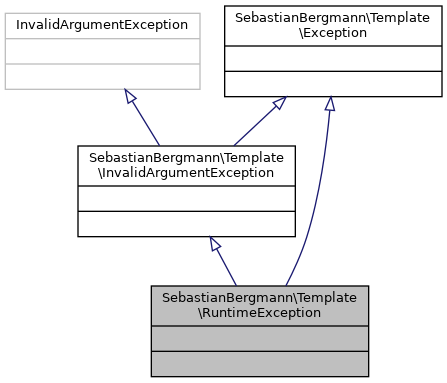 InvalidArgumentException
SebastianBergmann\Template
\Exception
SebastianBergmann\Template
\InvalidArgumentException
SebastianBergmann\Template
\RuntimeException